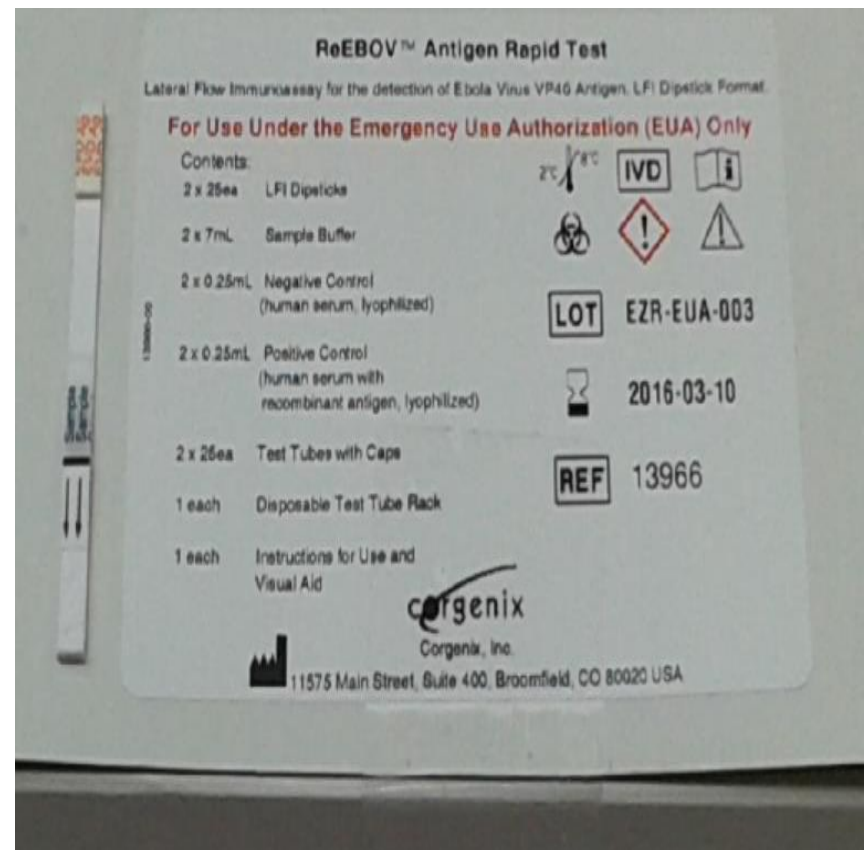 ReEBOV™ Antigen Rapid Test
Lateral Flow Immunoassay for the detection of Ebola Virus VP40 Antigen. LFI Dipstick Format.
For Use Under the Emergency Use Authorization (EUA) Only
Contents:
2 x 25ea LFI Dipsticks
2 x 7mL Sample Buffer
2 x 0.25mL Negative Control
(human serum, lyophilized)
2 x 0.25mL Positive Control
(human serum with
recombinant antigen, lyophilized)
2 x 25ea Test Tubes with Caps
1 each Disposable Test Tube Rack
1 each Instructions for Use and
Visual Aid
2°C 8°C
IVD
i
!
LOT EZR-EUA-003
2016-03-10
REF 13966
corgenix
Corgenix, Inc.
11575 Main Street, Suite 400, Broomfield, CO 80020 USA
Sample
Sample